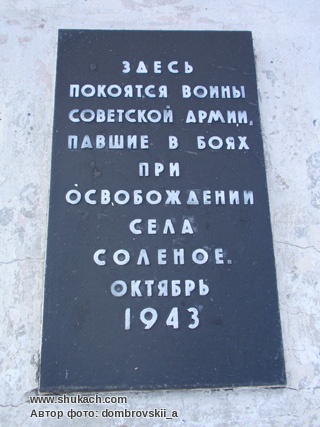 ЗДЕСЬ
ПОКОЯТСЯ ВОИНЫ
СОВЕТСКОЙ АРМИИ,
ПАВШИЕ В БОЯХ
ПРИ
ОСВОБОЖДЕНИИ
СЕЛА
СОЛЕНОЕ.
ОКТЯБРЬ
1943
www.shukach.com
Автор фото: dombrovskii_a